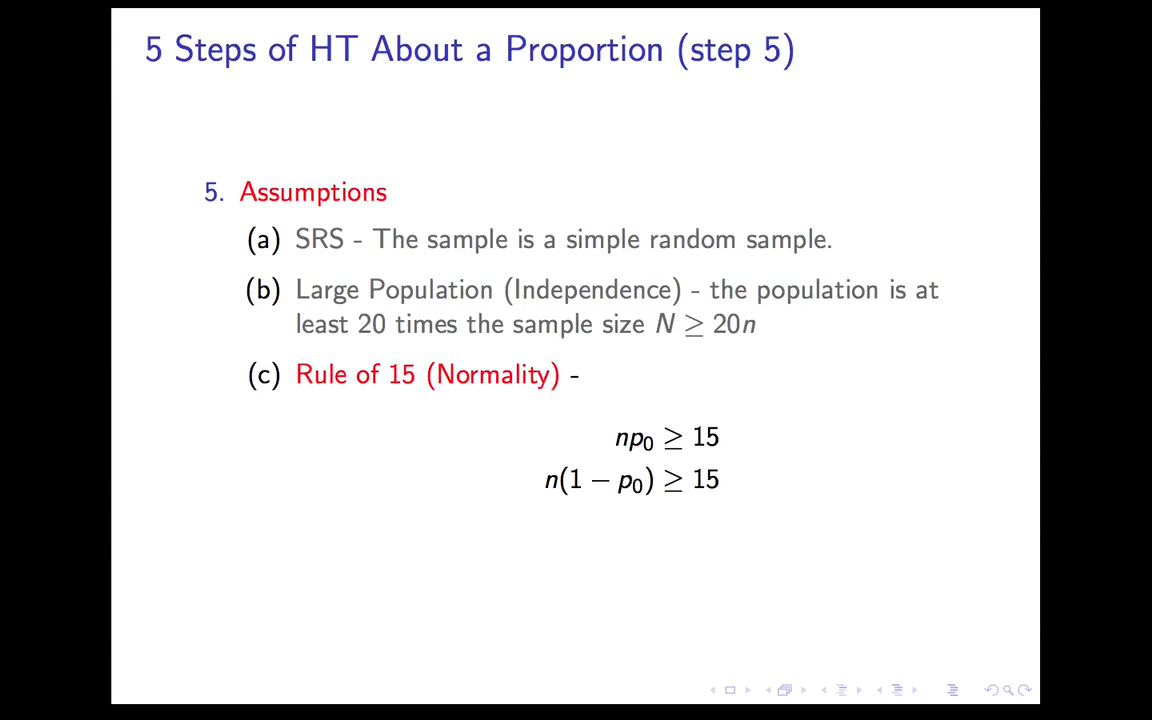 5 Steps of HT About a Proportion (step 5)
5. Assumptions
(a) SRS - The sample is a simple random sample.
(b) Large Population (Independence) - the population is at
least 20 times the sample size N ≥ 20n
(c) Rule of 15 (Normality) -
np₀ ≥ 15
n(1 − p₀) ≥ 15